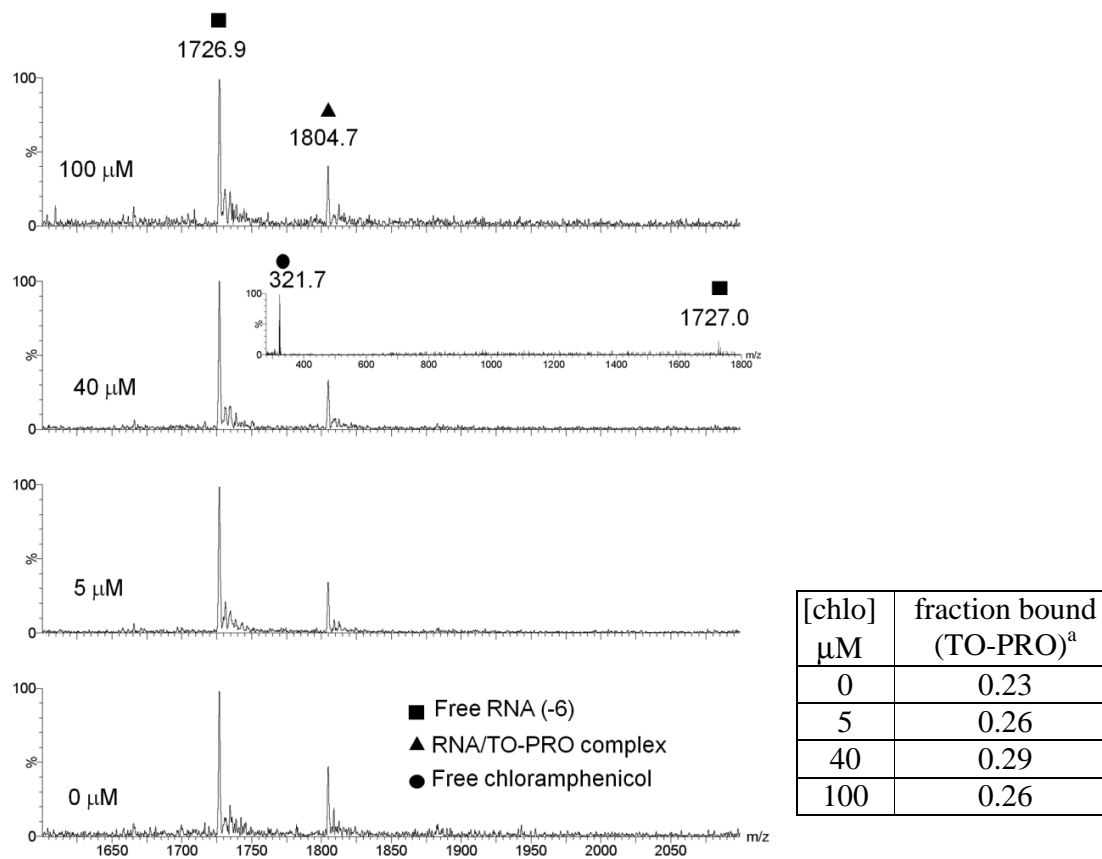 ■
1726.9
▲
1804.7
100
%
0
100 μM
●
321.7
■
1727.0
100
%
0
400 600 800 1000 1200 1400 1600 1800
m/z
100
%
0
40 μM
100
%
0
5 μM
100
%
0
0 μM
■ Free RNA (-6)
▲ RNA/TO-PRO complex
● Free chloramphenicol
1650 1700 1750 1800 1850 1900 1950 2000 2050
m/z
[chlo] μM fraction bound (TO-PRO)ᵃ
0 0.23
5 0.26
40 0.29
100 0.26